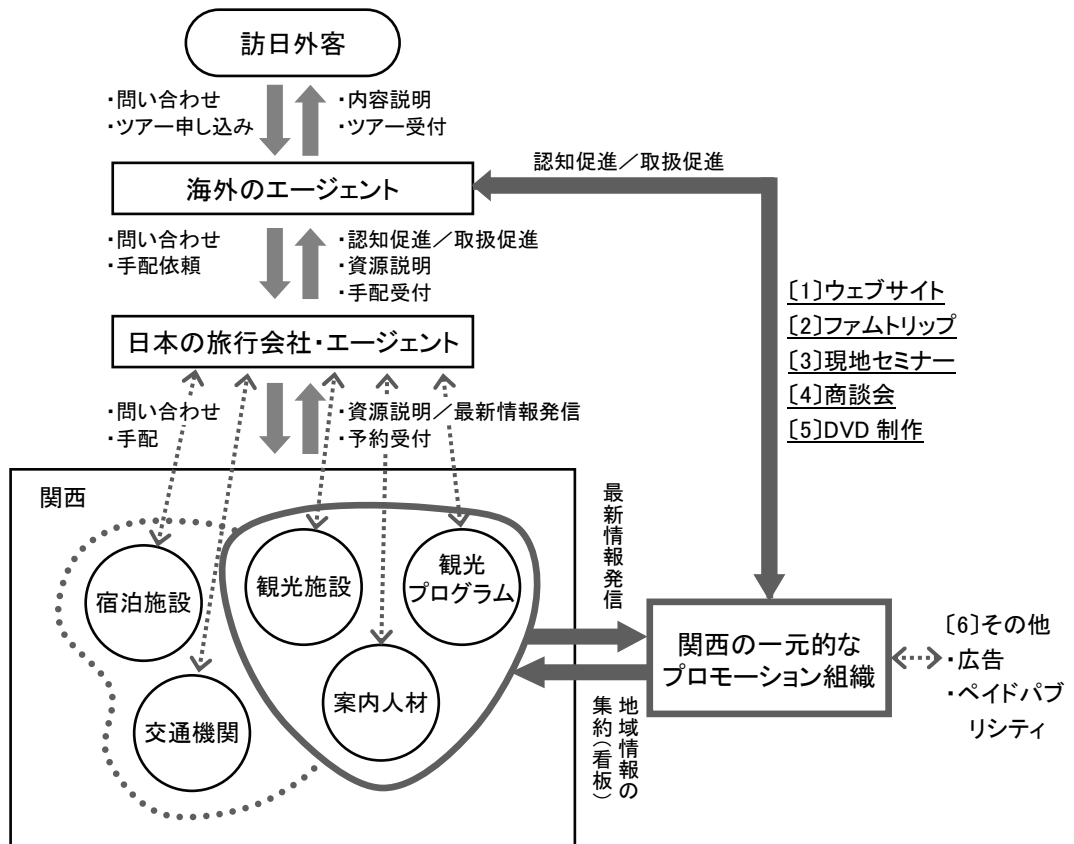 訪日外客
・問い合わせ
・ツアー申し込み
・内容説明
・ツアー受付
認知促進／取扱促進
海外のエージェント
・問い合わせ
・手配依頼
・認知促進／取扱促進
・資源説明
・手配受付
〔1〕ウェブサイト
〔2〕ファムトリップ
〔3〕現地セミナー
〔4〕商談会
〔5〕DVD 制作
日本の旅行会社・エージェント
・問い合わせ
・手配
・資源説明／最新情報発信
・予約受付
関西
宿泊施設
交通機関
観光施設
観光
プログラム
案内人材
最新情報発信
地域情報の
集約（看板）
関西の一元的な
プロモーション組織
〔6〕その他
・広告
・ペイドパブ
リシティ